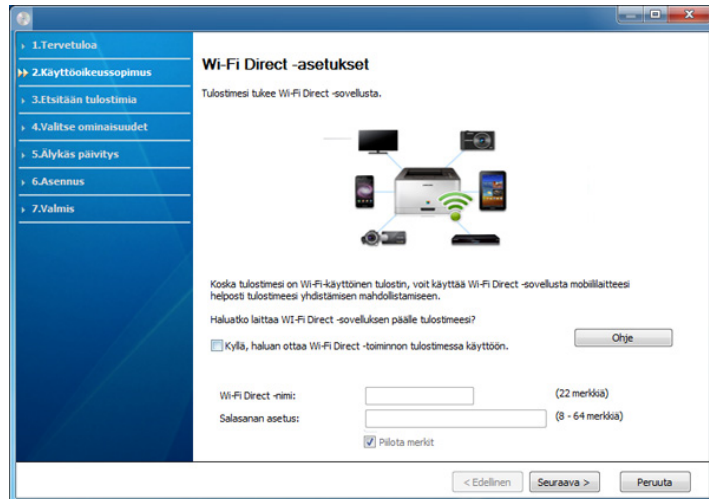 1.Tervetuloa
2.Käyttöoikeussopimus
3.Etsitään tulostimia
4.Valitse ominaisuudet
5.Älykäs päivitys
6.Asennus
7.Valmis
Wi-Fi Direct -asetukset
Tulostimesi tukee Wi-Fi Direct -sovellusta.
Koska tulostimesi on Wi-Fi-käyttöinen tulostin, voit käyttää Wi-Fi Direct -sovellusta mobiililaitteesi
helposti tulostimeesi yhdistämisen mahdollistamiseen.
Haluatko laittaa WI-Fi Direct -sovelluksen päälle tulostimeesi?
Ohje
Kyllä, haluan ottaa Wi-Fi Direct -toiminnon tulostimessa käyttöön.
Wi-Fi Direct -nimi: (22 merkkiä)
Salasanan asetus: (8 - 64 merkkiä)
Piilota merkit
< Edellinen Seuraava > Peruuta